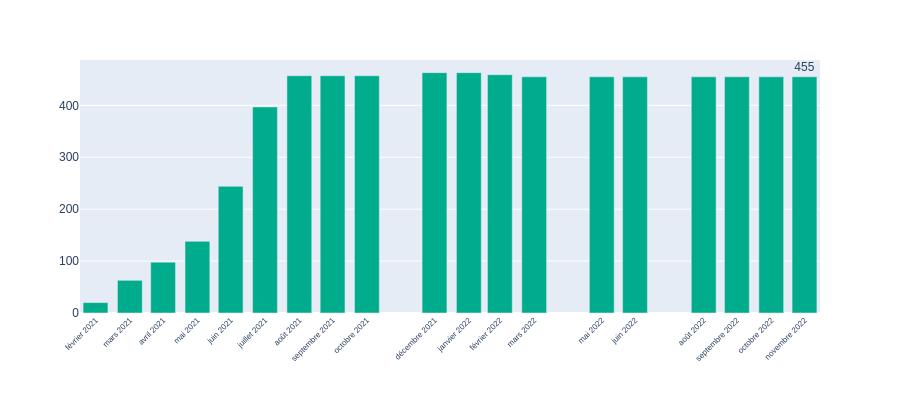 455
400
300
200
100
0
février 2021
mars 2021
avril 2021
mai 2021
juin 2021
juillet 2021
août 2021
septembre 2021
octobre 2021
décembre 2021
janvier 2022
février 2022
mars 2022
mai 2022
juin 2022
août 2022
septembre 2022
octobre 2022
novembre 2022